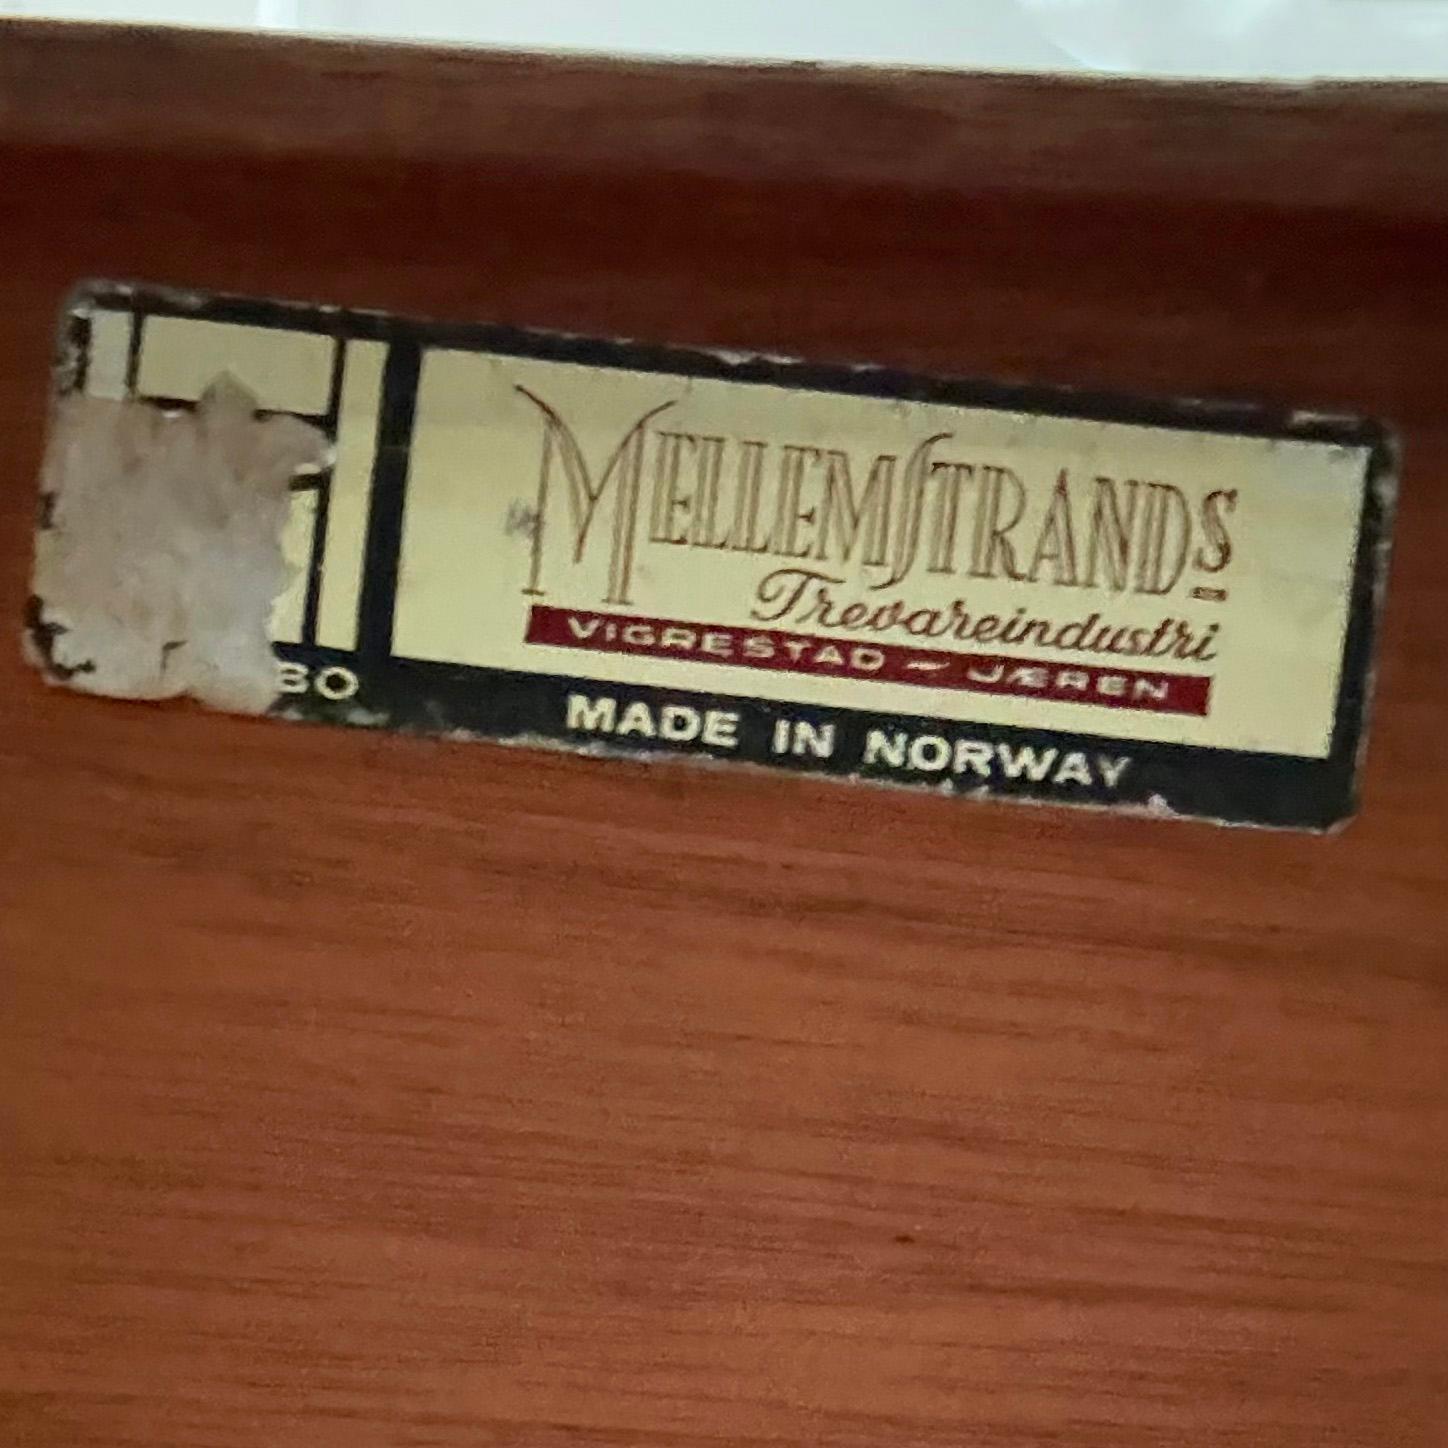 MELLEMSTRANDS
Trevareindustri
VIGRESTAD - JÆREN
MADE IN NORWAY